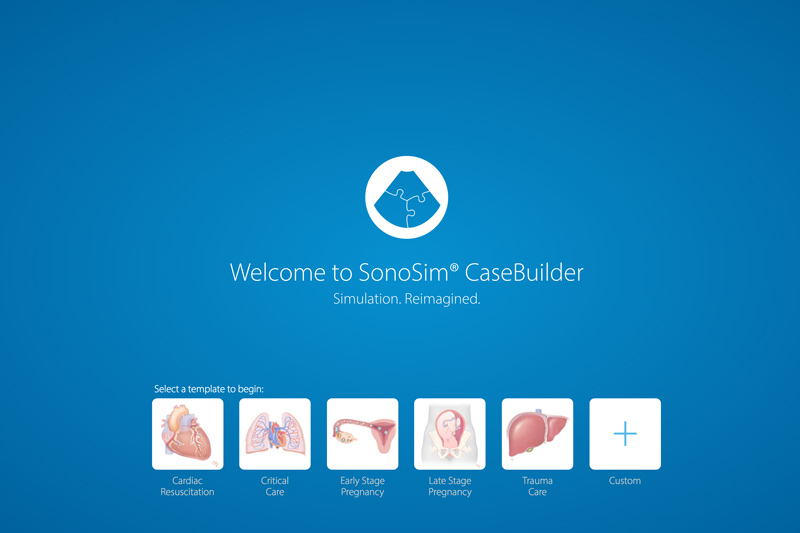 Welcome to SonoSim® CaseBuilder
Simulation. Reimagined.
Select a template to begin:
Cardiac
Resuscitation
Critical
Care
Early Stage
Pregnancy
Late Stage
Pregnancy
Trauma
Care
Custom